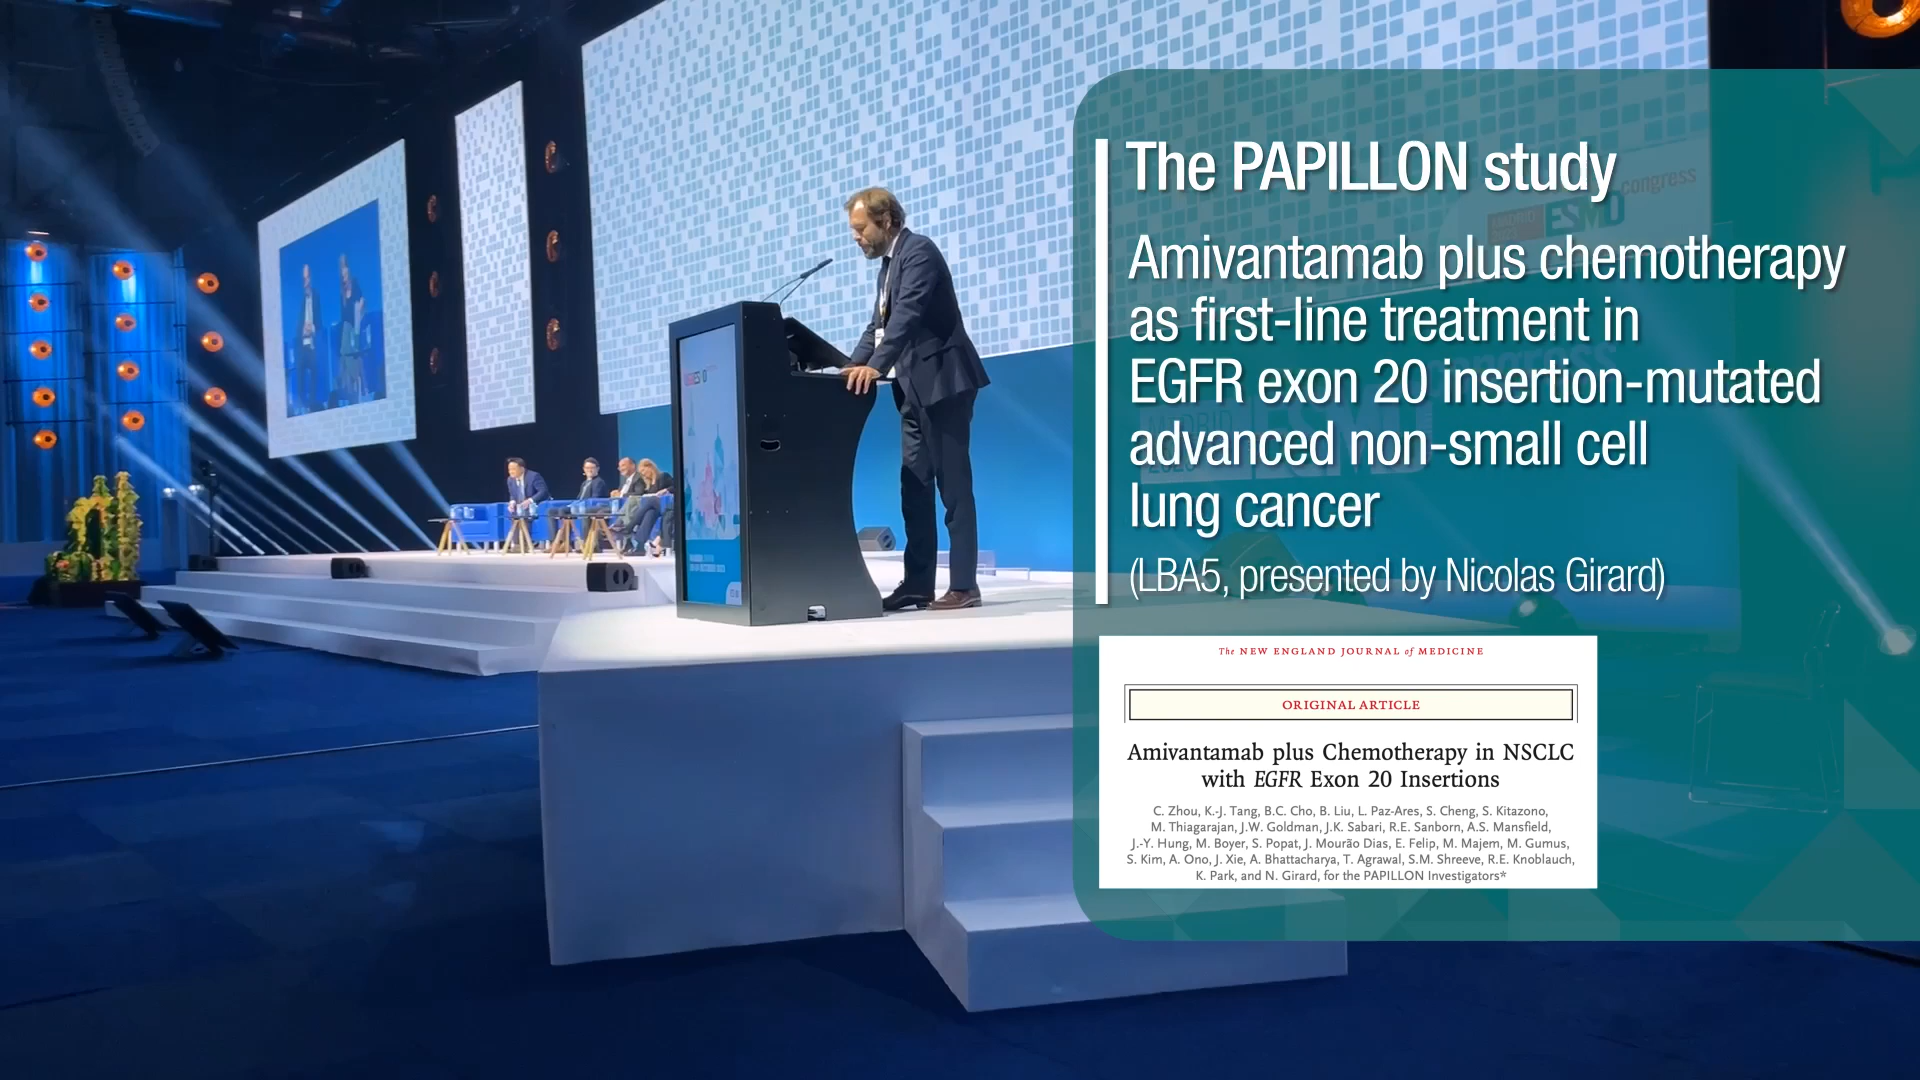 The PAPILLON study
Amivantamab plus chemotherapy
as first-line treatment in
EGFR exon 20 insertion-mutated
advanced non-small cell
lung cancer
(LBA5, presented by Nicolas Girard)
The NEW ENGLAND JOURNAL of MEDICINE
ORIGINAL ARTICLE
Amivantamab plus Chemotherapy in NSCLC
with EGFR Exon 20 Insertions
C. Zhou, K.-J. Tang, B.C. Cho, B. Liu, L. Paz-Ares, S. Cheng, S. Kitazono,
M. Thiagarajan, J.W. Goldman, J.K. Sabari, R.E. Sanborn, A.S. Mansfield,
J.-Y. Hung, M. Boyer, S. Popat, J. Mourão Dias, E. Felip, M. Majem, M. Gumus,
S. Kim, A. Ono, J. Xie, A. Bhattacharya, T. Agrawal, S.M. Shreeve, R.E. Knoblauch,
K. Park, and N. Girard, for the PAPILLON Investigators*
MADRID
ESMO congress